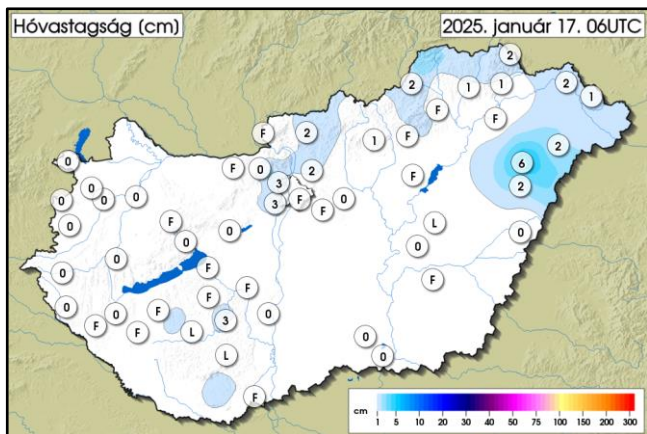 Hóvastagság (cm) 2025. január 17. 06UTC
2
2 1 1 2 1
F 2 1 F F F
0 F 0 2 F 6 2
0 0 0 0 3 3 F F 0 2
0 F 0 0 L 0 0
0 0 F F F F
0 F 0 F F L 3 0
L 0 0
F
cm 1 5 10 20 30 40 50 75 100 150 200 300